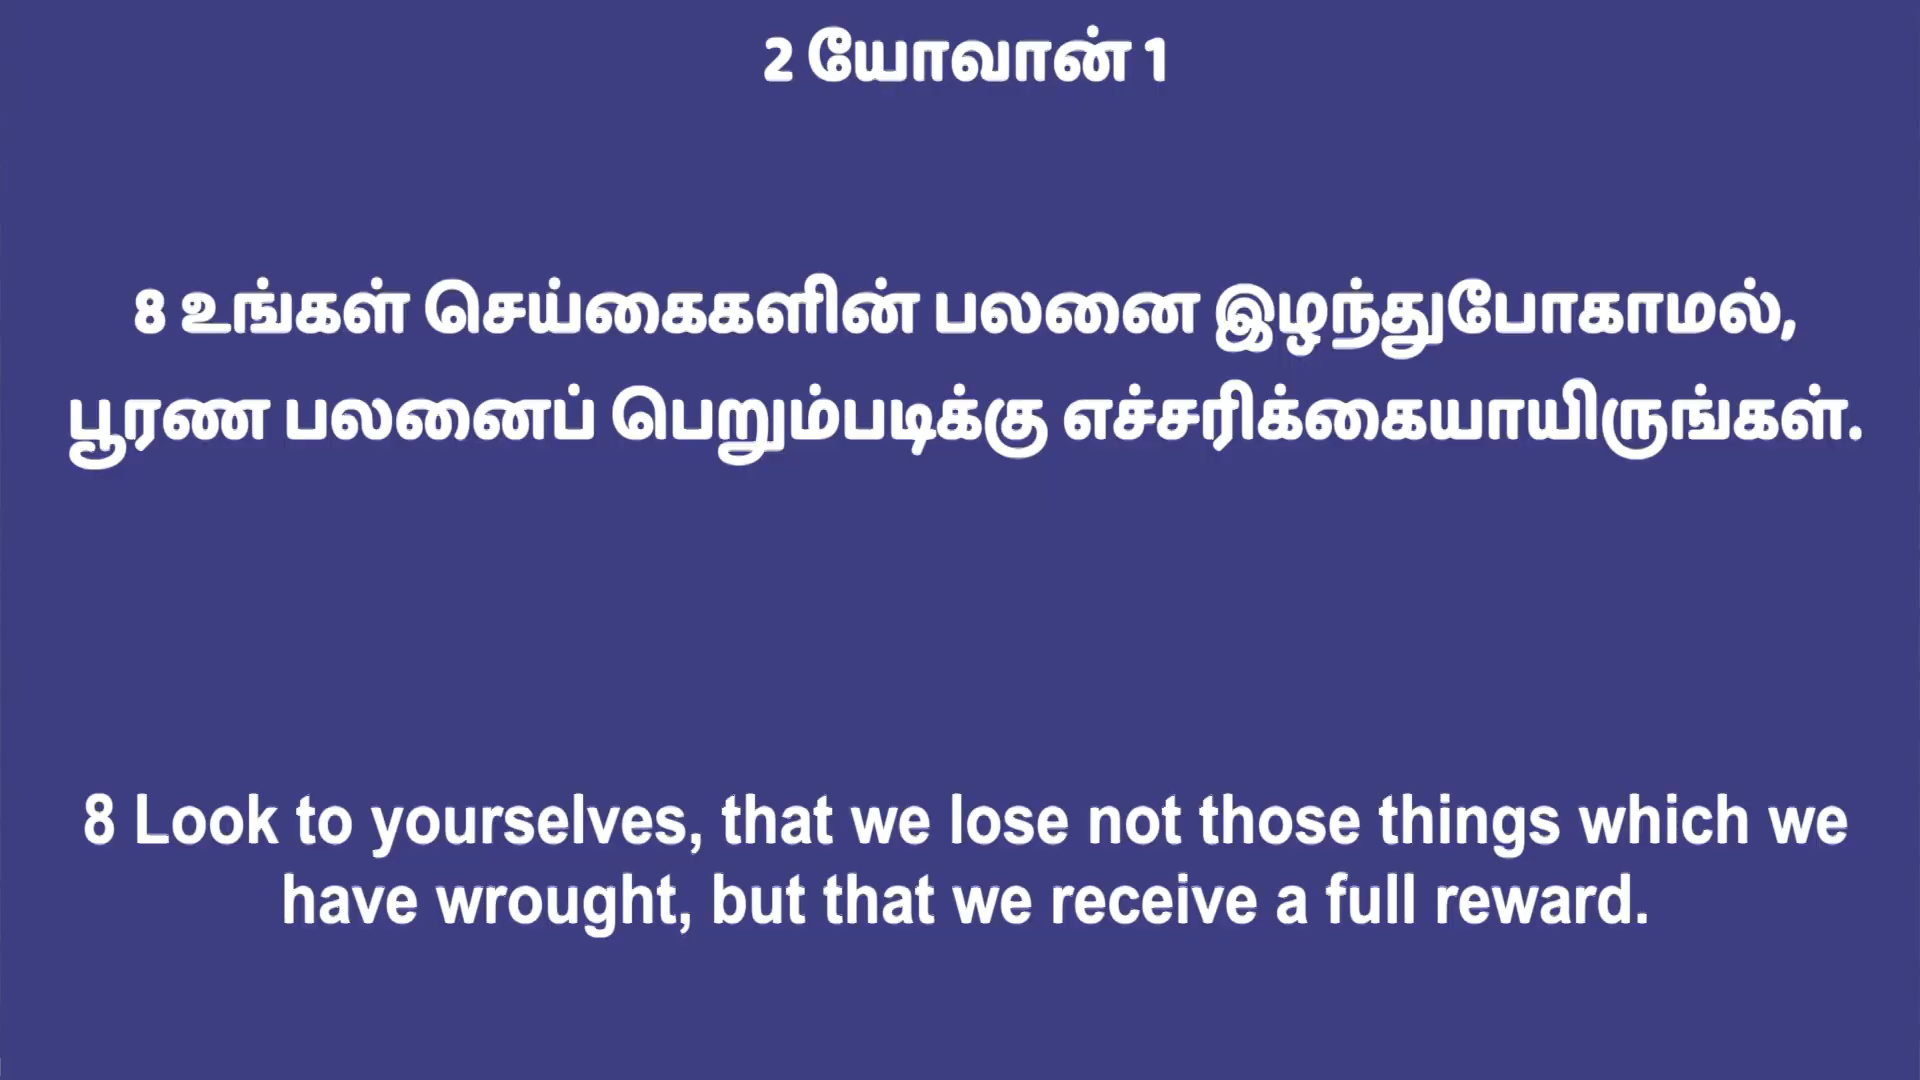 2 யோவான் 1
8 உங்கள் செய்கைகளின் பலனை இழந்துபோகாமல்,
பூரண பலனைப் பெறும்படிக்கு எச்சரிக்கையாயிருங்கள்.
8 Look to yourselves, that we lose not those things which we
have wrought, but that we receive a full reward.